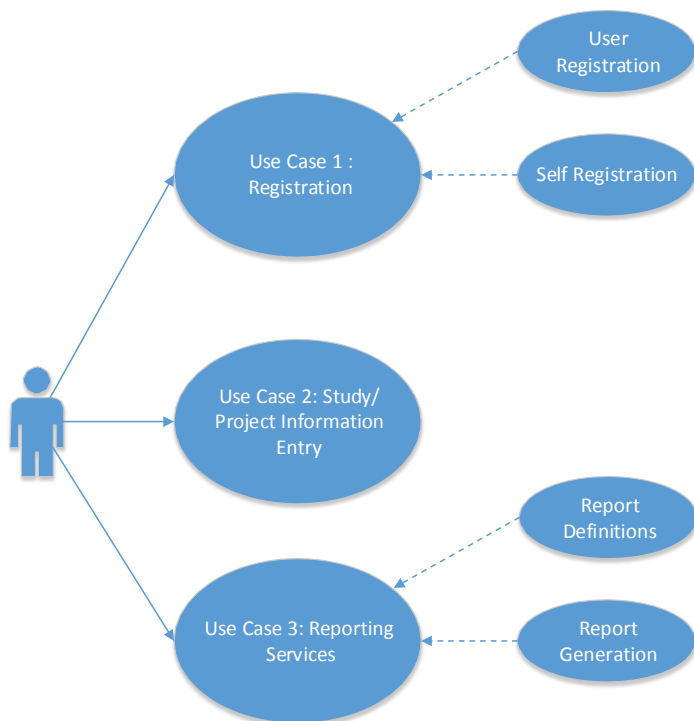 User
Registration
Use Case 1 :
Registration
Self Registration
Use Case 2: Study/
Project Information
Entry
Report
Definitions
Use Case 3: Reporting
Services
Report
Generation